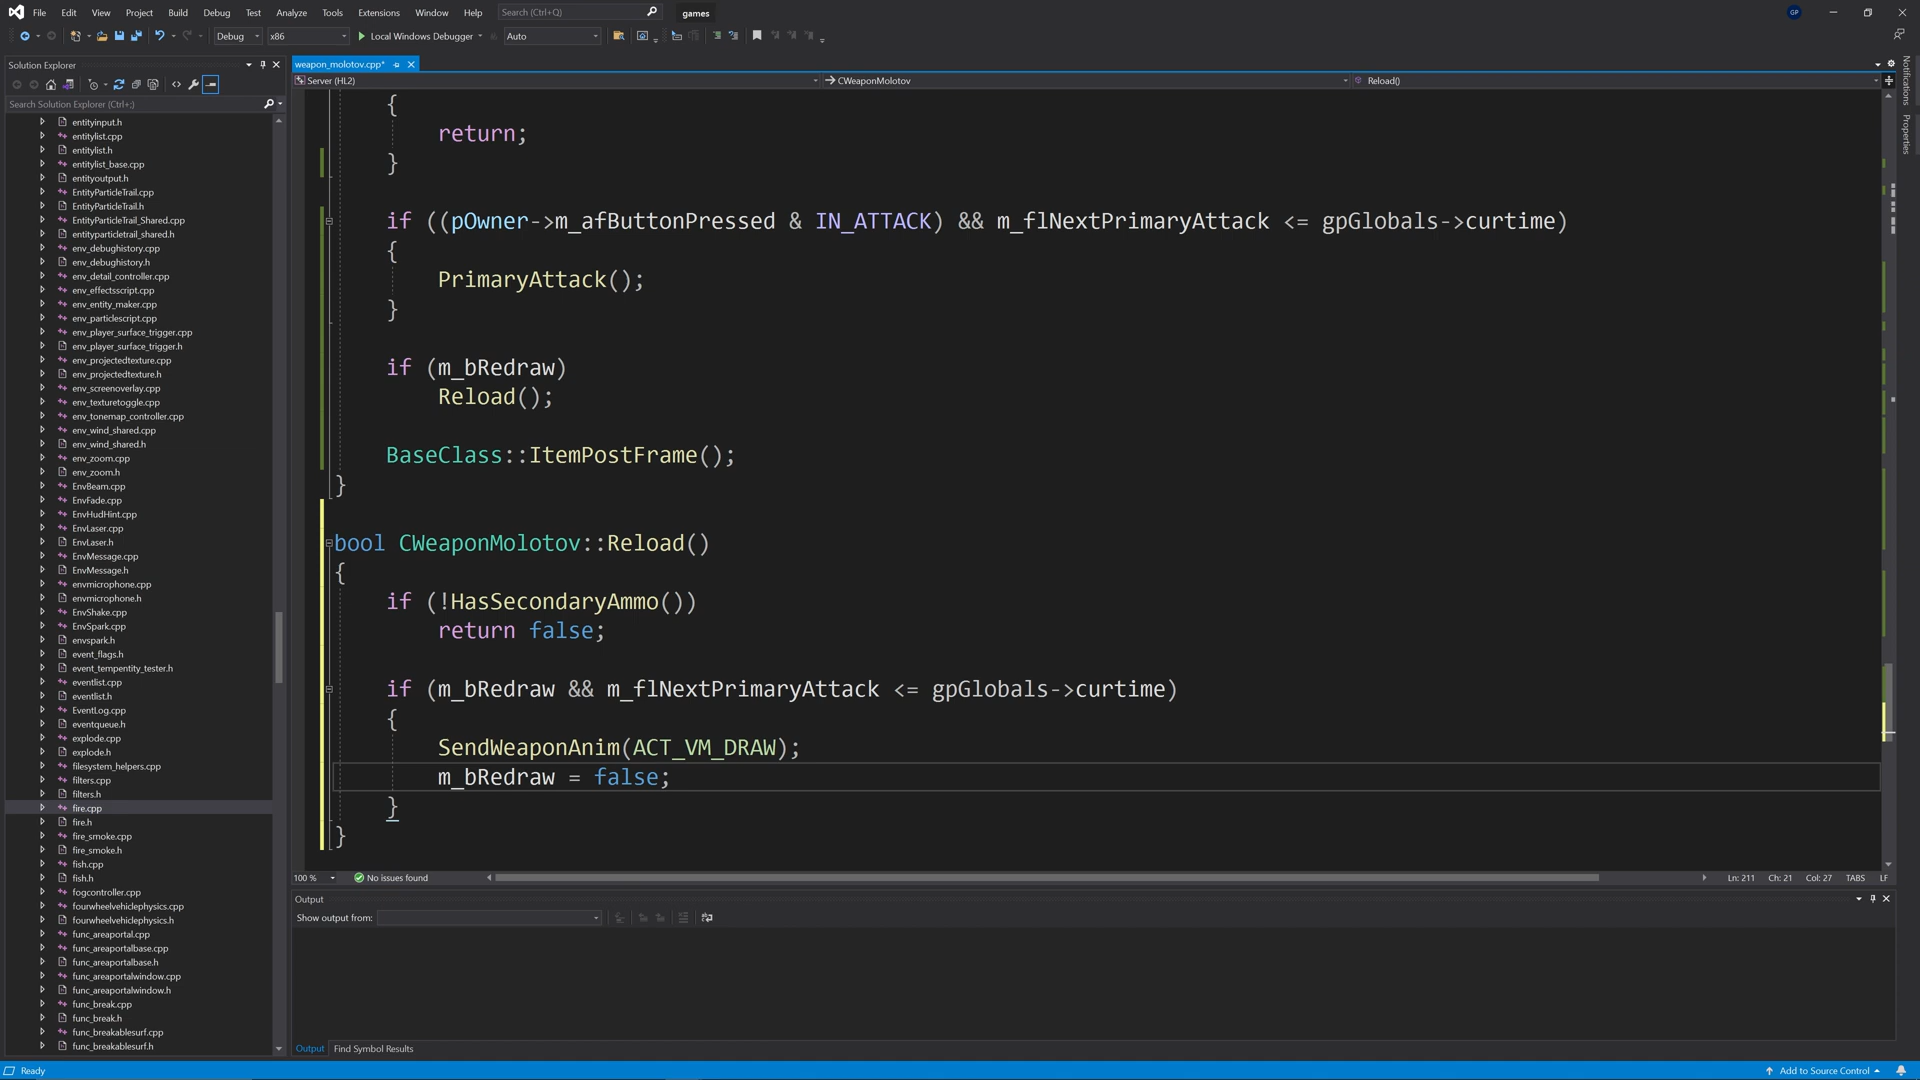 File Edit View Project Build Debug Test Analyze Tools Extensions Window Help Search (Ctrl+Q) games GP
Debug x86 Local Windows Debugger Auto
Solution Explorer
Search Solution Explorer (Ctrl+;)
entityinput.h
entitylist.cpp
entitylist.h
entitylist_base.cpp
entityoutput.h
EntityParticleTrail.cpp
EntityParticleTrail.h
EntityParticleTrail_Shared.cpp
entityparticletrail_shared.h
env_debughistory.cpp
env_debughistory.h
env_detail_controller.cpp
env_effectsscript.cpp
env_entity_maker.cpp
env_particlescript.cpp
env_player_surface_trigger.cpp
env_player_surface_trigger.h
env_projectedtexture.cpp
env_projectedtexture.h
env_screenoverlay.cpp
env_texturetoggle.cpp
env_tonemap_controller.cpp
env_wind_shared.cpp
env_wind_shared.h
env_zoom.cpp
env_zoom.h
EnvBeam.cpp
EnvFade.cpp
EnvHudHint.cpp
EnvLaser.cpp
EnvLaser.h
EnvMessage.cpp
EnvMessage.h
envmicrophone.cpp
envmicrophone.h
EnvShake.cpp
EnvSpark.cpp
envspark.h
event_flags.h
event_tempentity_tester.h
eventlist.cpp
eventlist.h
EventLog.cpp
eventqueue.h
explode.cpp
explode.h
filesystem_helpers.cpp
filters.cpp
filters.h
fire.cpp
fire.h
fire_smoke.cpp
fire_smoke.h
fish.cpp
fish.h
fogcontroller.cpp
fourwheelvehiclephysics.cpp
fourwheelvehiclephysics.h
func_areaportal.cpp
func_areaportalbase.cpp
func_areaportalbase.h
func_areaportalwindow.cpp
func_areaportalwindow.h
func_break.cpp
func_break.h
func_breakablesurf.cpp
func_breakablesurf.h
weapon_molotov.cpp*
Server (HL2) CWeaponMolotov Reload()
{
return;
}
if ((pOwner->m_afButtonPressed & IN_ATTACK) && m_flNextPrimaryAttack <= gpGlobals->curtime)
{
PrimaryAttack();
}
if (m_bRedraw)
Reload();
BaseClass::ItemPostFrame();
}
bool CWeaponMolotov::Reload()
{
if (!HasSecondaryAmmo())
return false;
if (m_bRedraw && m_flNextPrimaryAttack <= gpGlobals->curtime)
{
SendWeaponAnim(ACT_VM_DRAW);
m_bRedraw = false;
}
}
100 % No issues found Ln: 211 Ch: 21 Col: 27 TABS LF
Output
Show output from:
Output Find Symbol Results
Notifications
Properties
Ready Add to Source Control